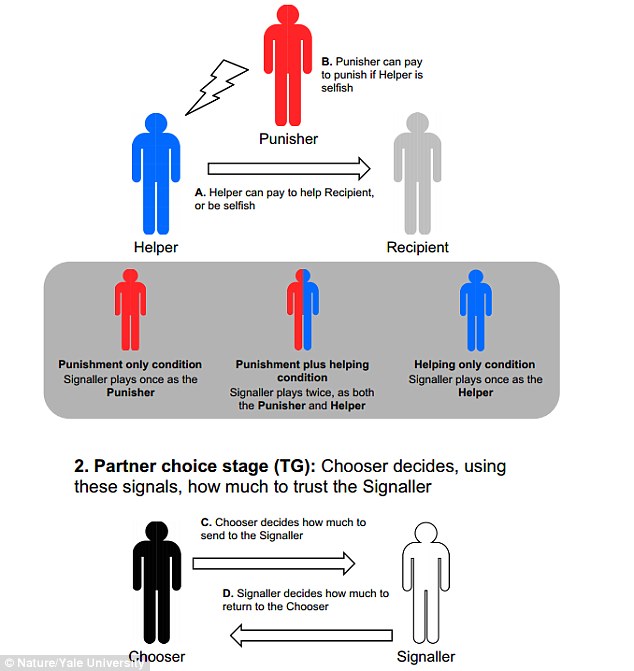 B. Punisher can pay
to punish if Helper is
selfish
Punisher
A. Helper can pay to help Recipient,
or be selfish
Helper
Recipient
Punishment only condition
Signaller plays once as the
Punisher
Punishment plus helping
condition
Signaller plays twice, as both
the Punisher and Helper
Helping only condition
Signaller plays once as the
Helper
2. Partner choice stage (TG): Chooser decides, using
these signals, how much to trust the Signaller
C. Chooser decides how much to
send to the Signaller
D. Signaller decides how much to
return to the Chooser
Chooser
Signaller
© Nature/Yale University